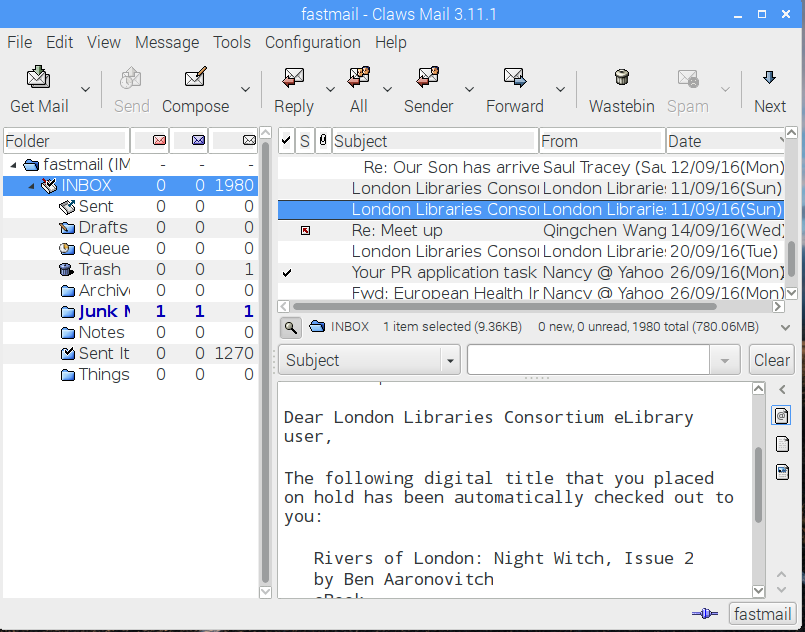 fastmail - Claws Mail 3.11.1
File Edit View Message Tools Configuration Help
Get Mail Send Compose Reply All Sender Forward Wastebin Spam Next
Folder
fastmail (IM - - -
INBOX 0 0 1980
Sent 0 0 0
Drafts 0 0 0
Queue 0 0 0
Trash 0 0 1
Archiv 0 0 0
Junk M 1 1 1
Notes 0 0 0
Sent It 0 0 1270
Things 0 0 0
S Subject From Date
Re: Our Son has arrive Saul Tracey (Sau 12/09/16(Mon)
London Libraries Conso London Libraries 11/09/16(Sun)
London Libraries Conso London Libraries 11/09/16(Sun)
Re: Meet up Qingchen Wang 14/09/16(Wed)
London Libraries Conso London Libraries 20/09/16(Tue)
Your PR application task Nancy @ Yahoo 26/09/16(Mon)
Fwd: European Health In Nancy @ Yahoo 26/09/16(Mon)
INBOX 1 item selected (9.36KB) 0 new, 0 unread, 1980 total (780.06MB)
Subject Clear
Dear London Libraries Consortium eLibrary
user,
The following digital title that you placed
on hold has been automatically checked out to
you:
Rivers of London: Night Witch, Issue 2
by Ben Aaronovitch
eBook
fastmail